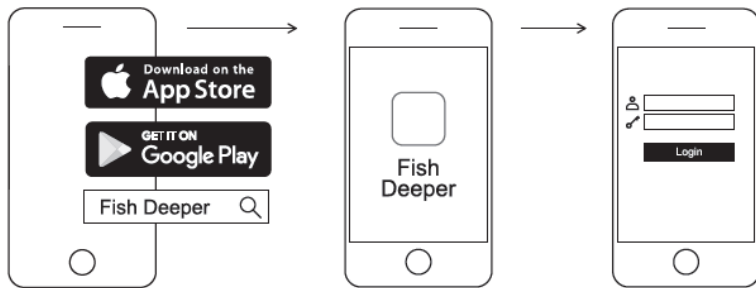 Download on the
App Store
GET IT ON
Google Play
Fish Deeper
Fish
Deeper
Login